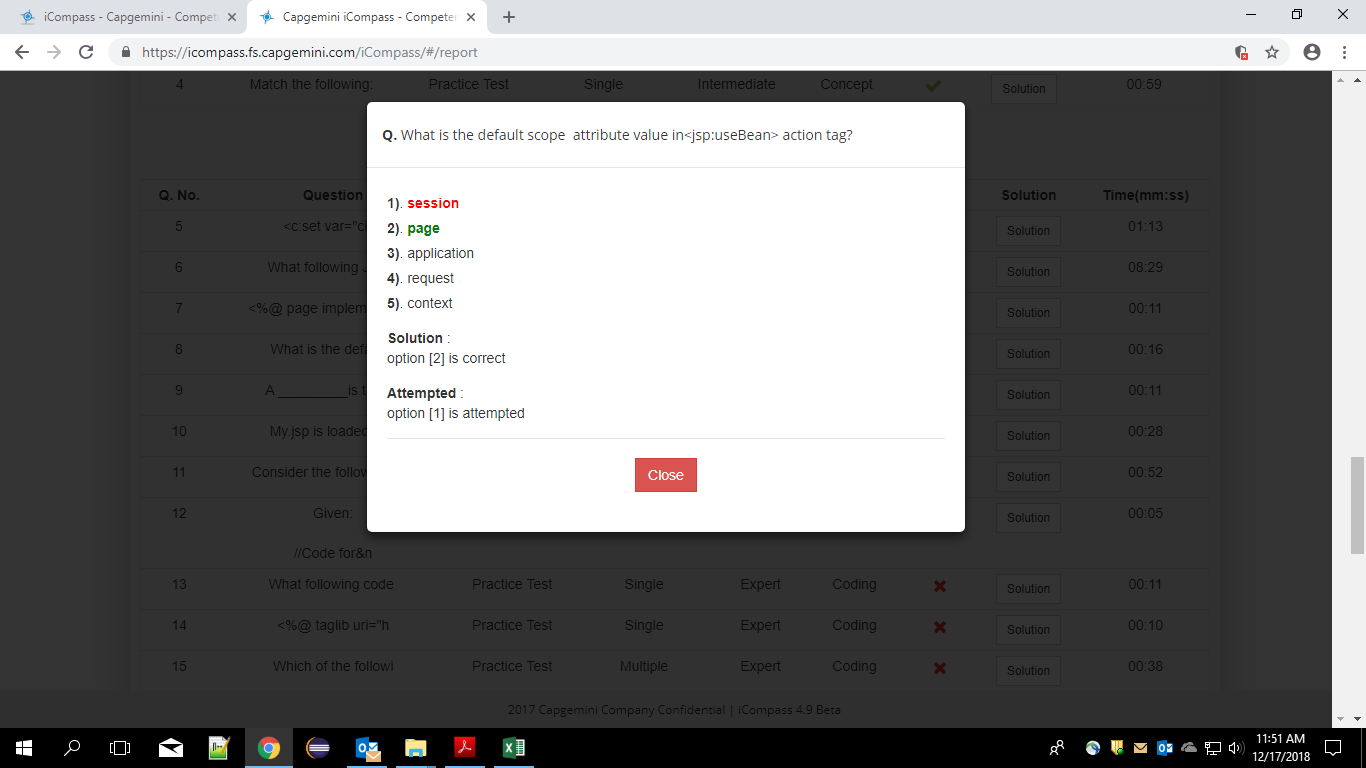 iCompass - Capgemini - Compet
Capgemini iCompass - Competen
https://icompass.fs.capgemini.com/iCompass/#/report
4 Match the following: Practice Test Single Intermediate Concept Solution 00:59
Q. What is the default scope  attribute value in<jsp:useBean> action tag?
Q. No. Question Solution Time(mm:ss)
1). session
5 <c:set var="ci Solution 01:13
2). page
3). application
6 What following J Solution 08:29
4). request
5). context
7 <%@ page implem Solution 00:11
Solution :
8 What is the defa Solution 00:16
option [2] is correct
9 A_________is t Solution 00:11
Attempted :
option [1] is attempted
10 My.jsp is loaded Solution 00:28
11 Consider the follow Solution 00:52
Close
12 Given: Solution 00:05
//Code for&n
13 What following code Practice Test Single Expert Coding Solution 00:11
14 <%@ taglib uri="h Practice Test Single Expert Coding Solution 00:10
15 Which of the followi Practice Test Multiple Expert Coding Solution 00:38
2017 Capgemini Company Confidential | iCompass 4.9 Beta
11:51 AM
12/17/2018